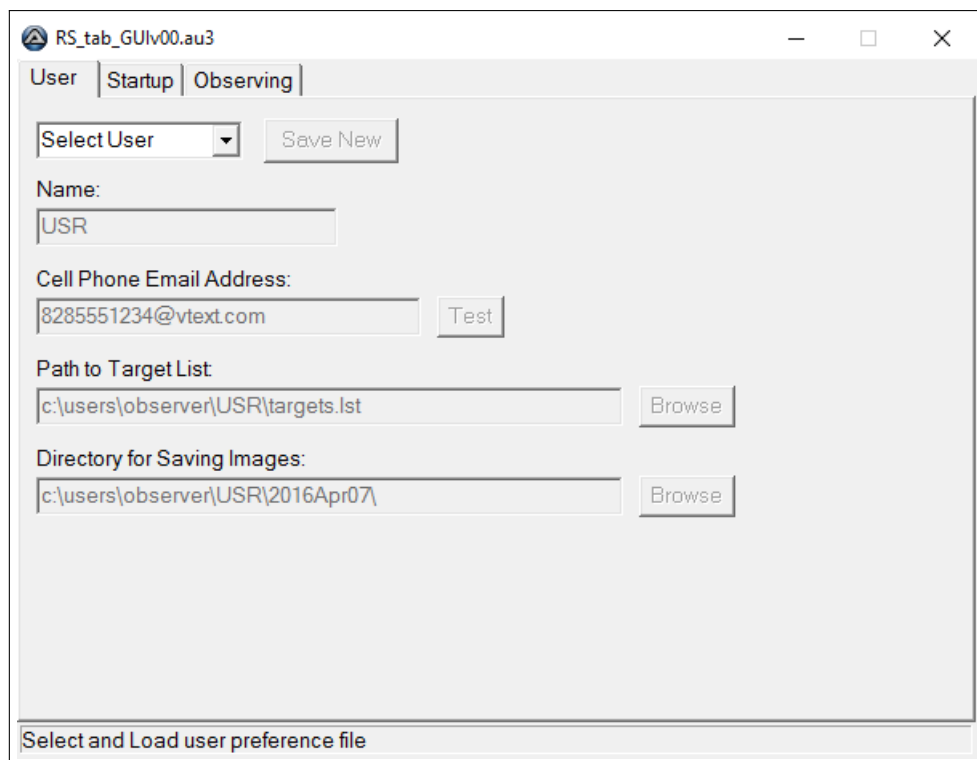 RS_tab_GUIv00.au3
User Startup Observing
Select User Save New
Name:
USR
Cell Phone Email Address:
8285551234@vtext.com Test
Path to Target List:
c:\users\observer\USR\targets.lst Browse
Directory for Saving Images:
c:\users\observer\USR\2016Apr07\ Browse
Select and Load user preference file